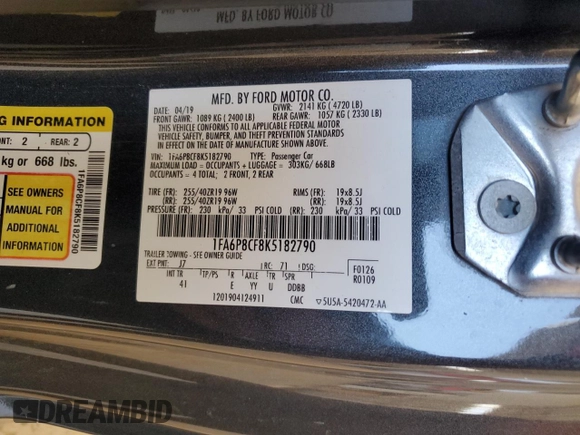 MFG. BY FORD MOTOR CO.
MFD. BY FORD MOTOR CO.
04/19 GVWR: 2141 KG ( 4720 LB)
FRONT GAWR: 1089 KG ( 2400 LB) REAR GAWR: 1057 KG ( 2330 LB)
THIS VEHICLE CONFORMS TO ALL APPLICABLE FEDERAL MOTOR
VEHICLE SAFETY, BUMPER, AND THEFT PREVENTION STANDARDS
IN EFFECT ON THE DATE OF MANUFACTURE SHOWN ABOVE.
VIN: 1FA6P8CF8K5182790 TYPE: Passenger Car
MAXIMUM LOAD = OCCUPANTS + LUGGAGE = 303KG/ 668LB
OCCUPANTS = 4 TOTAL; 2 FRONT, 2 REAR
TIRE (FR): 255/40ZR19 96W RIM (FR): 19x8.5J
(RR): 255/40ZR19 96W (RR): 19x8.5J
PRESSURE (FR): 230 kPa/ 33 PSI COLD (RR): 230 kPa/ 33 PSI COLD
1FA6P8CF8K5182790
TRAILER TOWING - SEE OWNER GUIDE
EXT PNT: J7 RC: 71 DSO: F0126
INT TR TP/PS R AXLE TR SPR R0109
41 E YY U DDBB
1201904124911 CMC 5U5A-5420472-AA
G INFORMATION
ONT: 2 REAR: 2
kg or 668 lbs.
SEE OWNERS
MANUAL FOR
ADDITIONAL
INFORMATION
1FA6P8CF8K5182790
DREAMBID